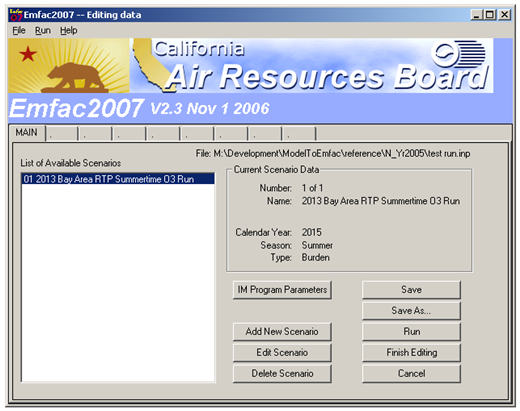 Emfac2007 -- Editing data
File Run Help
California
Air Resources Board
Emfac2007 V2.3 Nov 1 2006
MAIN . . . . . . . .
File: M:\Development\ModelToEmfac\reference\N_Yr2005\test run.inp
List of Available Scenarios
01 2013 Bay Area RTP Summertime O3 Run
Current Scenario Data
Number: 1 of 1
Name: 2013 Bay Area RTP Summertime O3 Run
Calendar Year: 2015
Season: Summer
Type: Burden
IM Program Parameters
Save
Save As...
Add New Scenario
Run
Edit Scenario
Finish Editing
Delete Scenario
Cancel